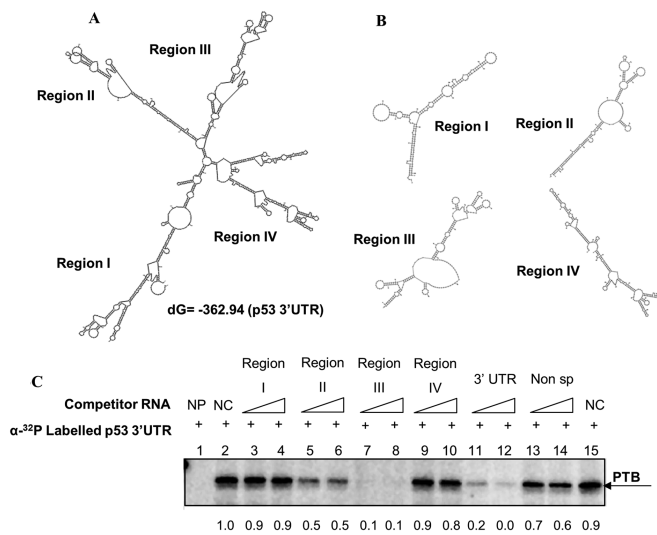 A
Region III
Region II
Region IV
Region I
dG= -362.94 (p53 3'UTR)
B
Region I
Region II
Region III
Region IV
C
Region Region Region Region
I II III IV 3' UTR Non sp
Competitor RNA NP NC NC
α-³²P Labelled p53 3'UTR + + + + + + + + + + + + + + +
1 2 3 4 5 6 7 8 9 10 11 12 13 14 15
PTB
1.0 0.9 0.9 0.5 0.5 0.1 0.1 0.9 0.8 0.2 0.0 0.7 0.6 0.9